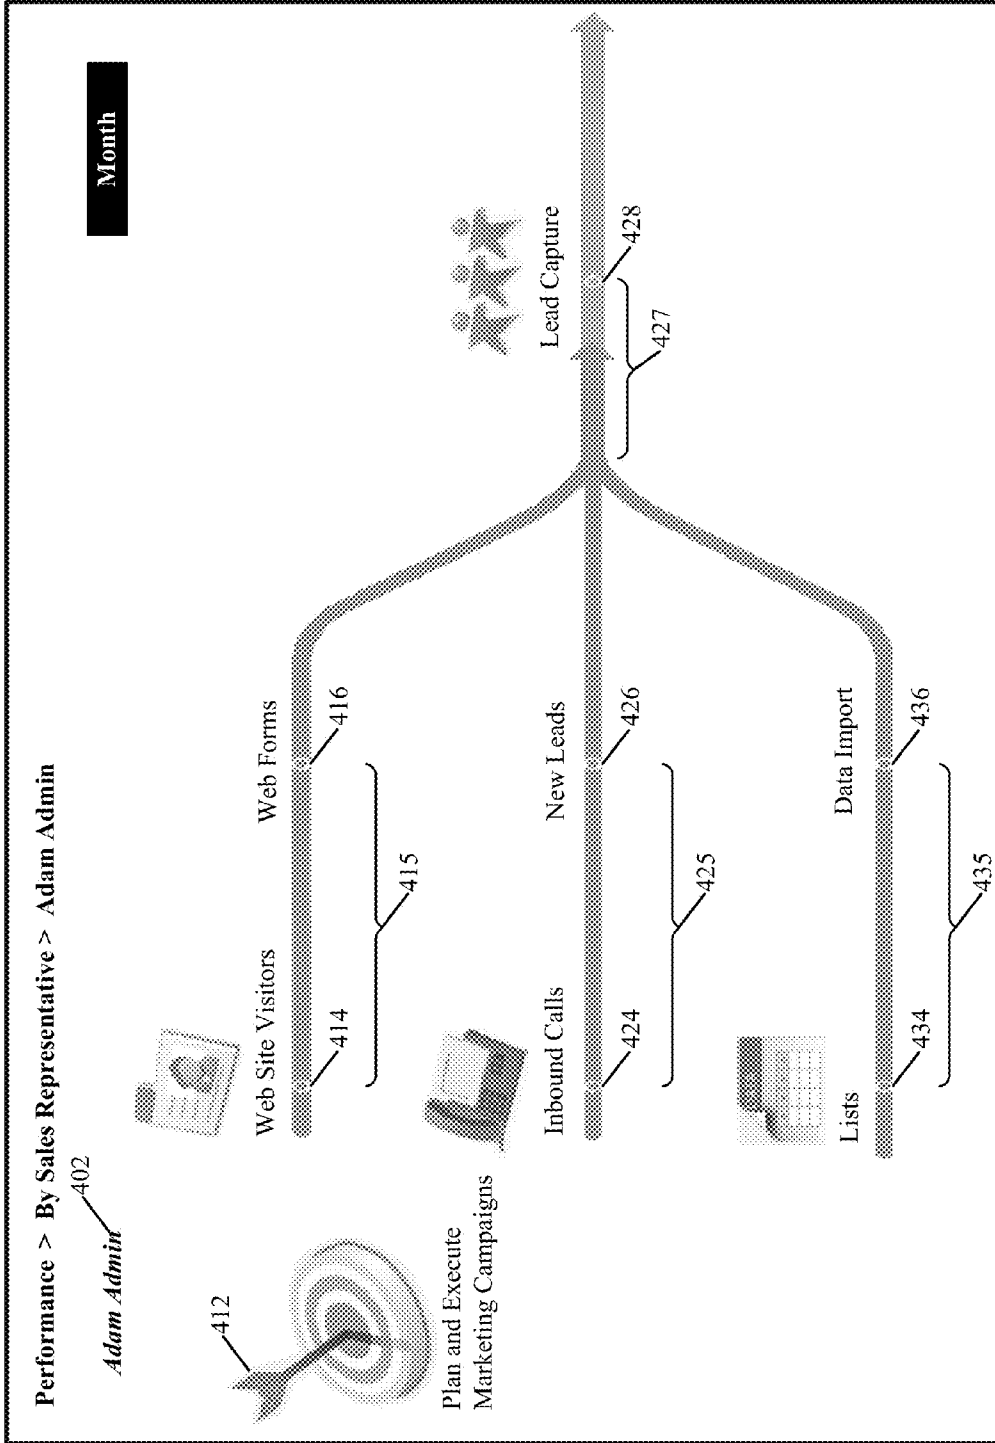 Performance > By Sales Representative > Adam Admin
Adam Admin
402
Month
412
Plan and Execute
Marketing Campaigns
Web Site Visitors
Web Forms
414
416
415
Inbound Calls
New Leads
Lead Capture
424
426
428
425
427
Lists
Data Import
434
436
435